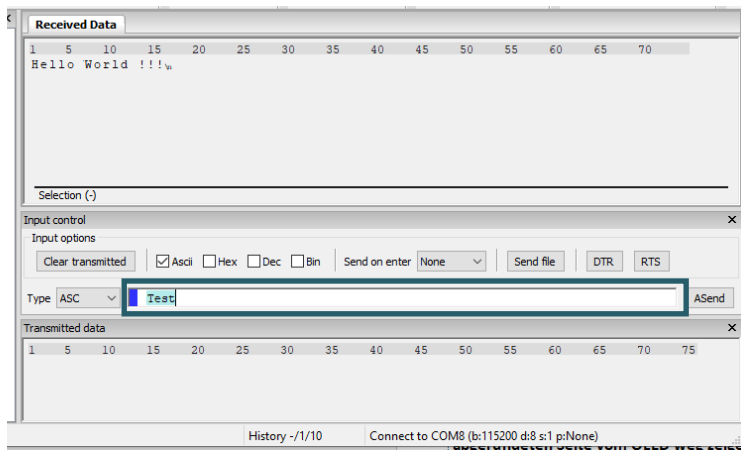 Received Data
1 5 10 15 20 25 30 35 40 45 50 55 60 65 70
Hello World !!!\n
Selection (-)
Input control
Input options
Clear transmitted Ascii Hex Dec Bin Send on enter None Send file DTR RTS
Type ASC Test ASend
Transmitted data
1 5 10 15 20 25 30 35 40 45 50 55 60 65 70 75
History -/1/10 Connect to COM8 (b:115200 d:8 s:1 p:None)